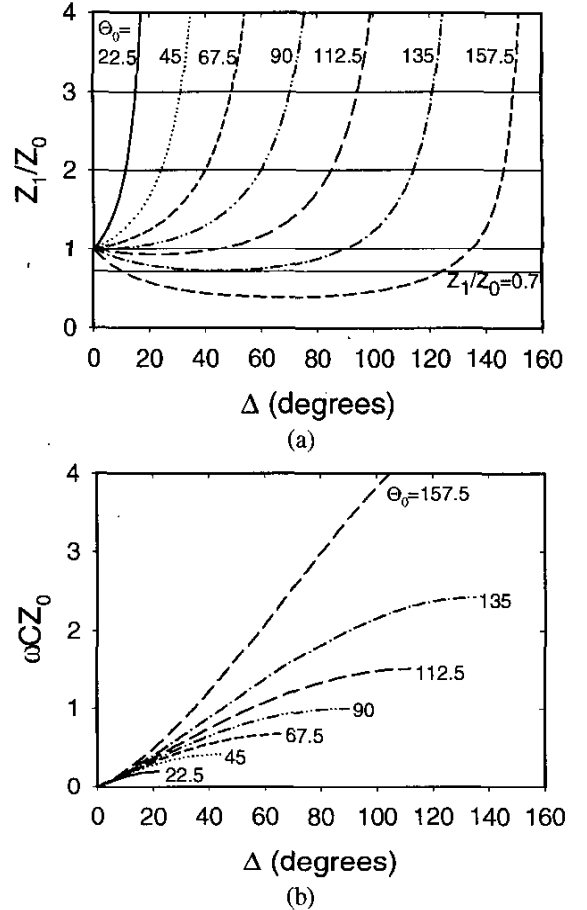 4
Θ₀=
22.5 45 67.5 90 112.5 135 157.5
3
Z₁/Z₀
2
1
Z₁/Z₀=0.7
0
0 20 40 60 80 100 120 140 160
Δ (degrees)
(a)
4
Θ₀=157.5
3
ωCZ₀
135
2
112.5
1
90
67.5
45
22.5
0
0 20 40 60 80 100 120 140 160
Δ (degrees)
(b)